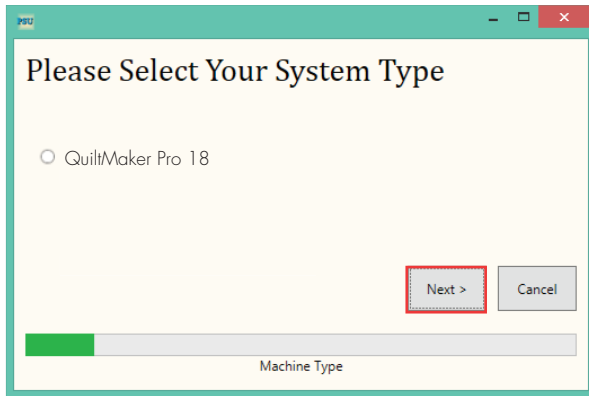 PSU
Please Select Your System Type
QuiltMaker Pro 18
Next >
Cancel
Machine Type